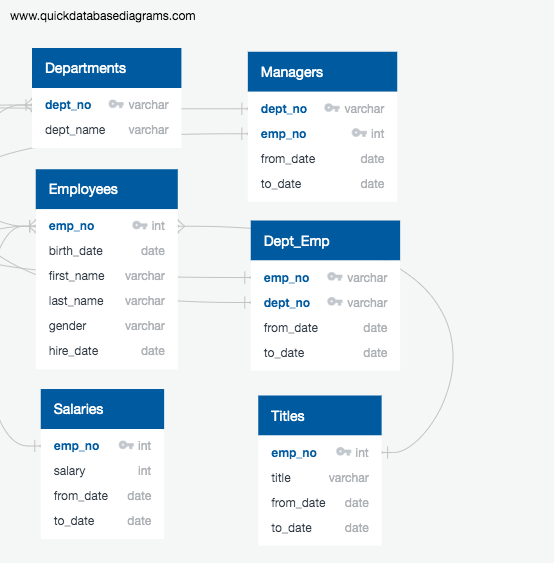 www.quickdatabasediagrams.com
Departments
dept_no varchar
dept_name varchar
Managers
dept_no varchar
emp_no int
from_date date
to_date date
Employees
emp_no int
birth_date date
first_name varchar
last_name varchar
gender varchar
hire_date date
Dept_Emp
emp_no varchar
dept_no varchar
from_date date
to_date date
Salaries
emp_no int
salary int
from_date date
to_date date
Titles
emp_no int
title varchar
from_date date
to_date date